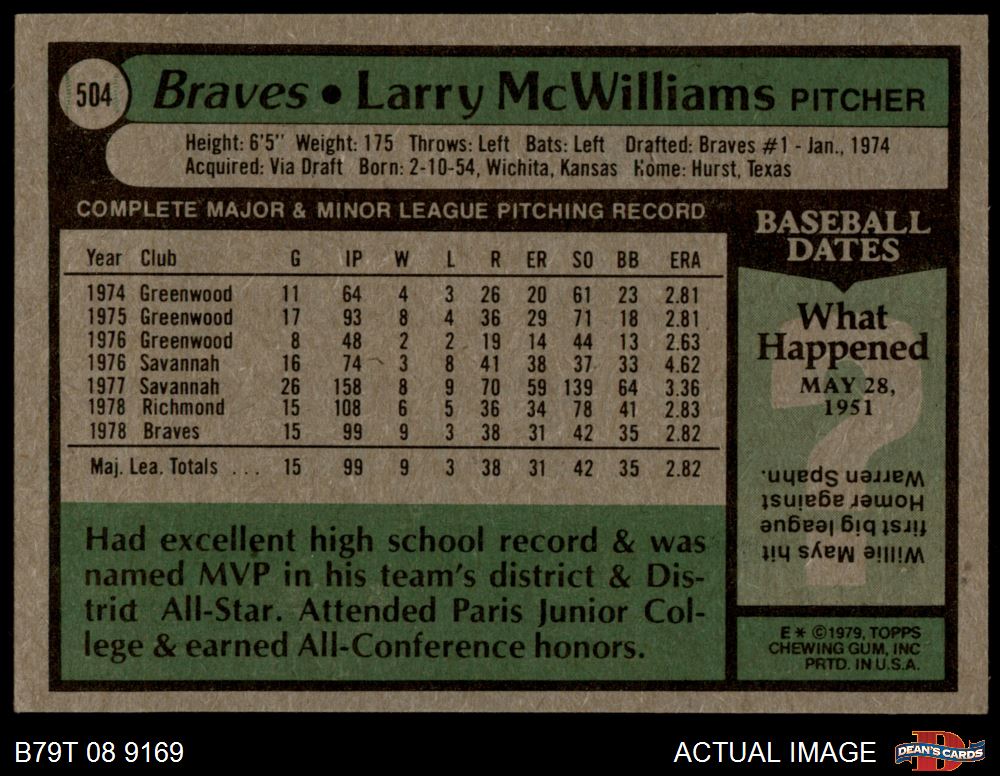 504
Braves • Larry McWilliams PITCHER
Height: 6'5" Weight: 175 Throws: Left Bats: Left Drafted: Braves #1 - Jan., 1974
Acquired: Via Draft Born: 2-10-54, Wichita, Kansas Home: Hurst, Texas
COMPLETE MAJOR & MINOR LEAGUE PITCHING RECORD
Year Club G IP W L R ER SO BB ERA
1974 Greenwood 11 64 4 3 26 20 61 23 2.81
1975 Greenwood 17 93 8 4 36 29 71 18 2.81
1976 Greenwood 8 48 2 2 19 14 44 13 2.63
1976 Savannah 16 74 3 8 41 38 37 33 4.62
1977 Savannah 26 158 8 9 70 59 139 64 3.36
1978 Richmond 15 108 6 5 36 34 78 41 2.83
1978 Braves 15 99 9 3 38 31 42 35 2.82
Maj. Lea. Totals ... 15 99 9 3 38 31 42 35 2.82
Had excellent high school record & was
named MVP in his team's district & Dis-
trict All-Star. Attended Paris Junior Col-
lege & earned All-Conference honors.
BASEBALL
DATES
What
Happened
MAY 28,
1951
?
Willie Mays hit
first big league
Homer against
Warren Spahn.
E * ©1979, TOPPS
CHEWING GUM, INC
PRTD. IN U.S.A.
B79T 08 9169
ACTUAL IMAGE
DEAN'S CARDS